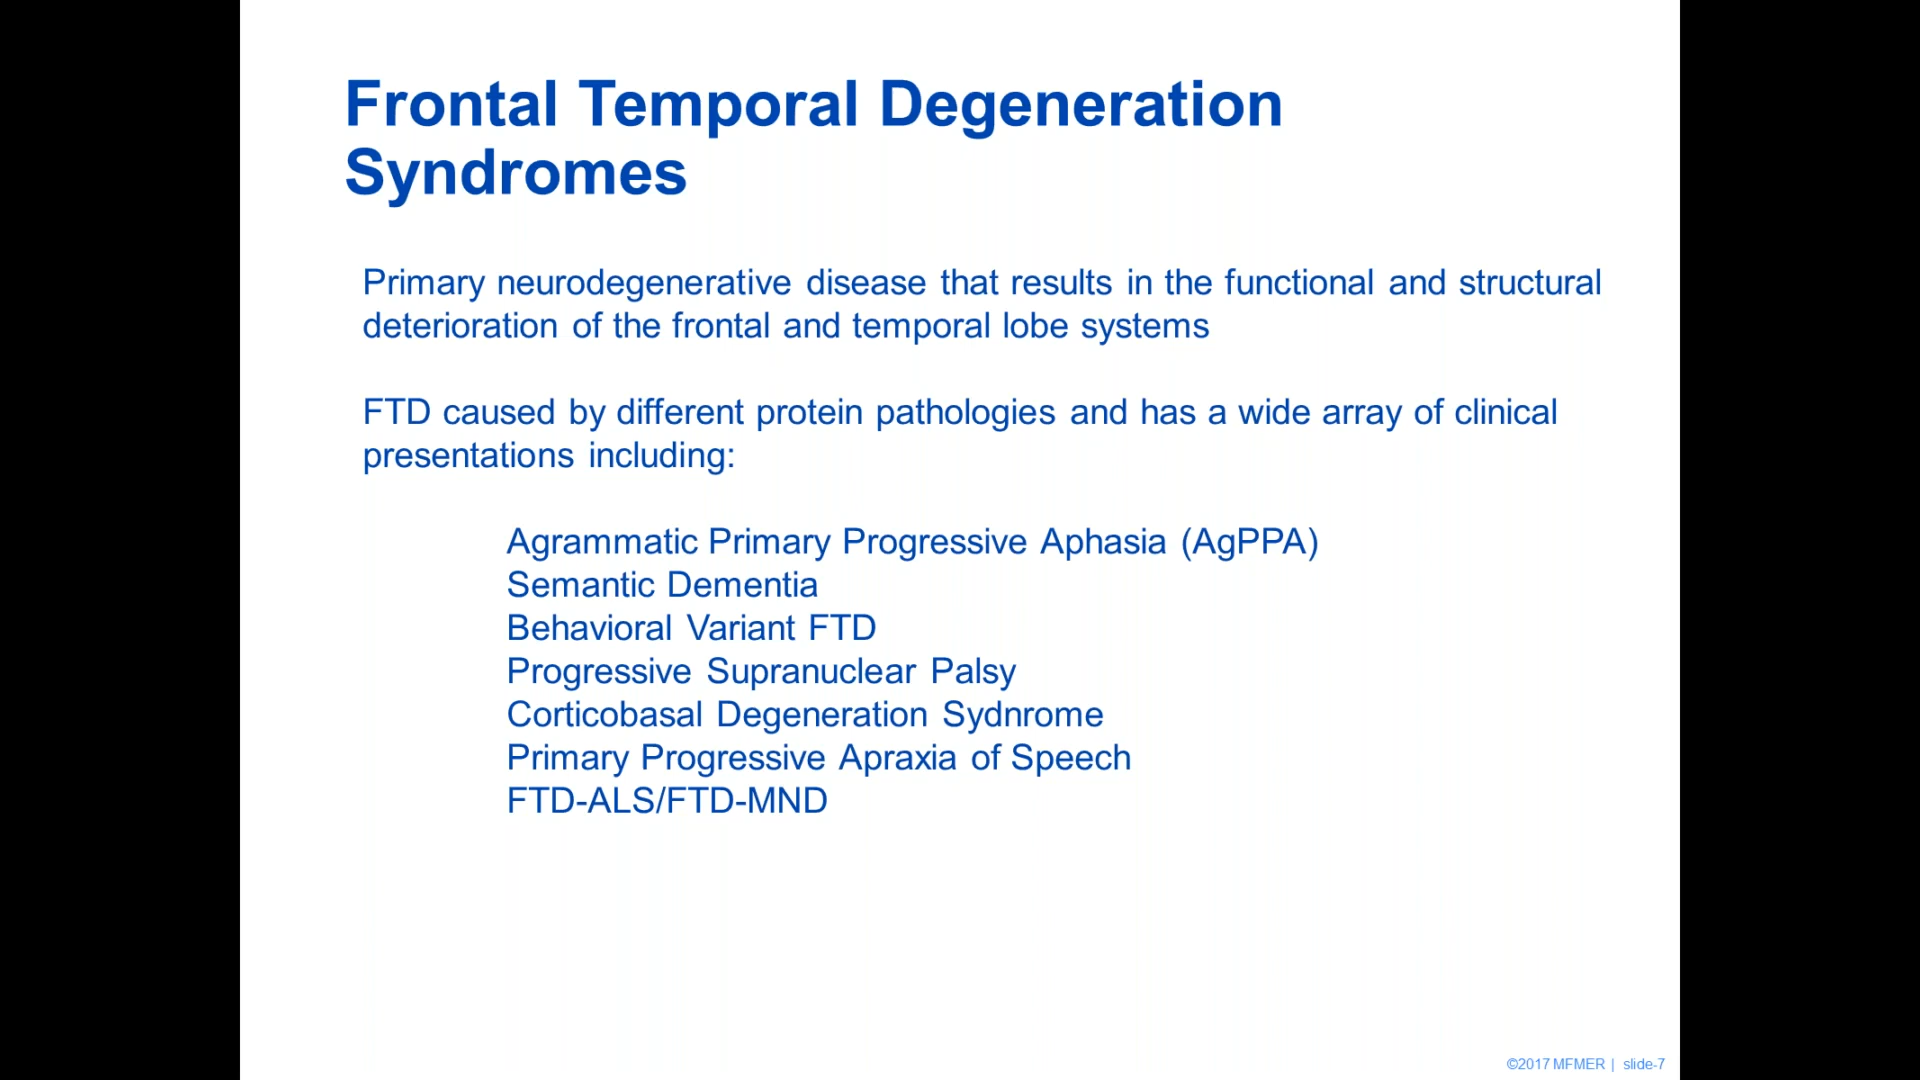 Frontal Temporal Degeneration
Syndromes
Primary neurodegenerative disease that results in the functional and structural
deterioration of the frontal and temporal lobe systems
FTD caused by different protein pathologies and has a wide array of clinical
presentations including:
Agrammatic Primary Progressive Aphasia (AgPPA)
Semantic Dementia
Behavioral Variant FTD
Progressive Supranuclear Palsy
Corticobasal Degeneration Sydnrome
Primary Progressive Apraxia of Speech
FTD-ALS/FTD-MND
©2017 MFMER | slide-7